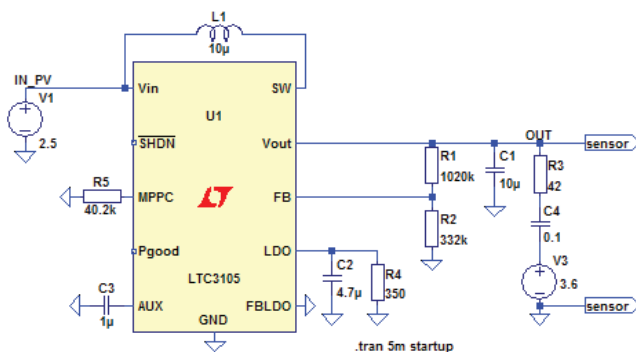 L1
10µ
IN_PV
V1
2.5
Vin
SW
U1
SHDN
Vout
OUT
sensor
R1
1020k
C1
10µ
R3
42
R5
40.2k
MPPC
FB
R2
332k
C4
0.1
Pgood
LDO
LTC3105
C2
4.7µ
R4
350
V3
3.6
C3
1µ
AUX
FBLDO
sensor
GND
.tran 5m startup